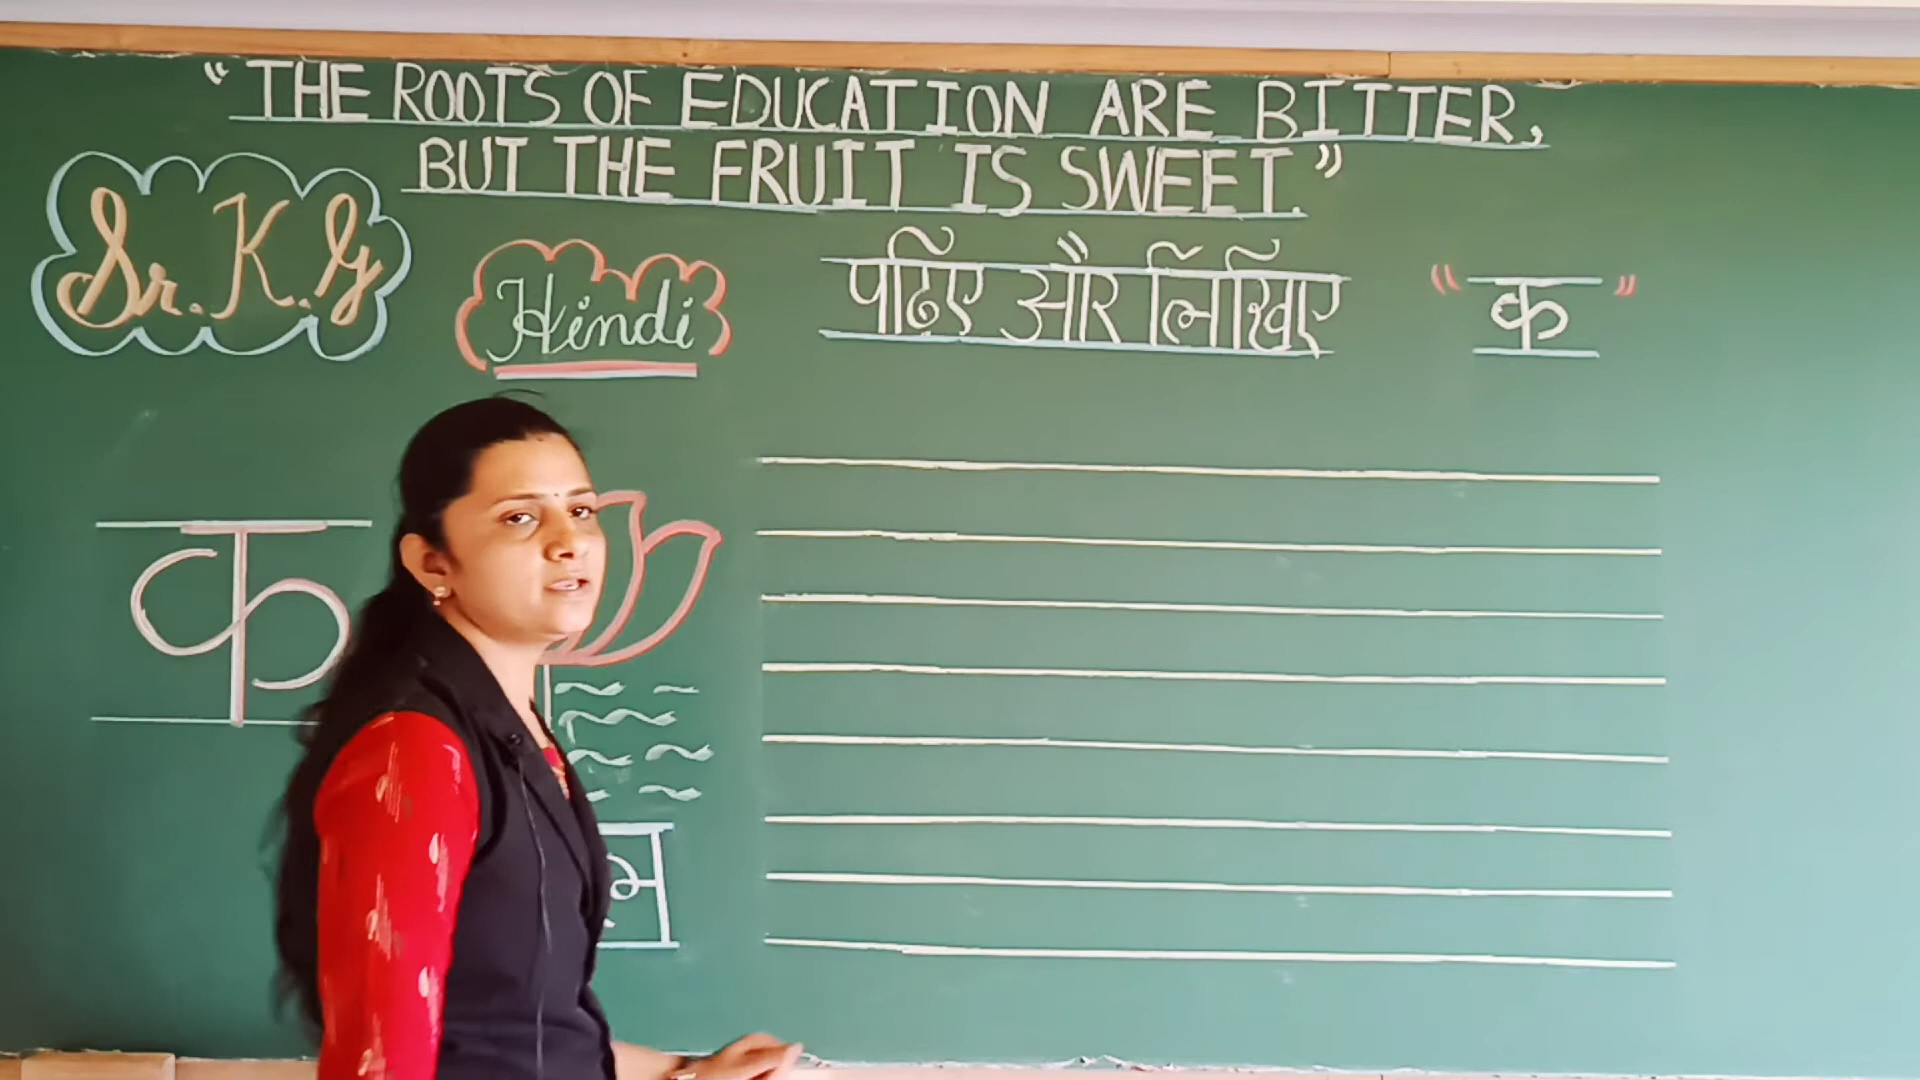 “THE ROOTS OF EDUCATION ARE BITTER,
BUT THE FRUIT IS SWEET.”
Sr. K.G
Hindi
पढिए और लिखिए “क”
क